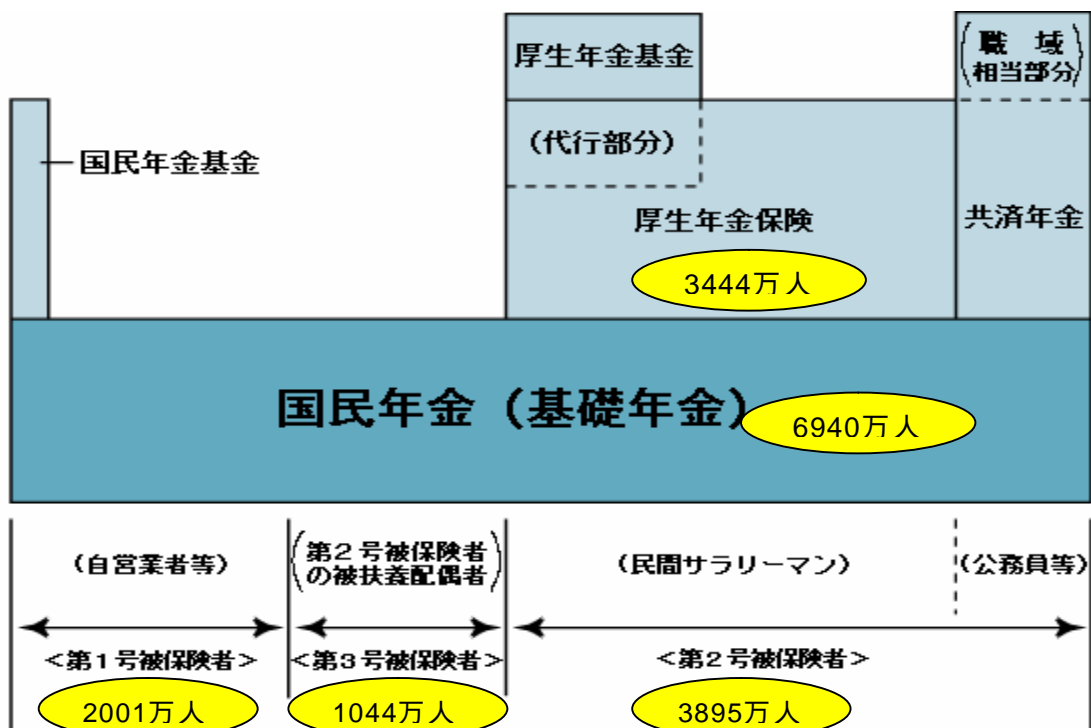 厚生年金基金
(職 域
相当部分)
(代行部分)
国民年金基金
厚生年金保険
共済年金
3444万人
国民年金(基礎年金)
6940万人
(自営業者等)
(第2号被保険者
の被扶養配偶者)
(民間サラリーマン)
(公務員等)
<第1号被保険者>
<第3号被保険者>
<第2号被保険者>
2001万人
1044万人
3895万人